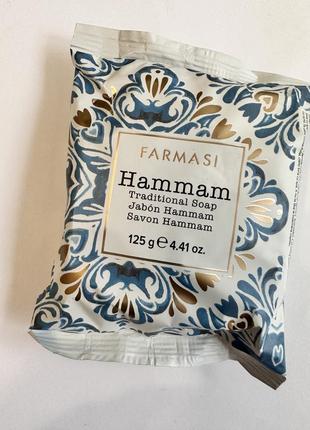 FARMASI
Hammam
Traditional Soap
Jabón Hammam
Savon Hammam
125 g ℮ 4,41 oz.